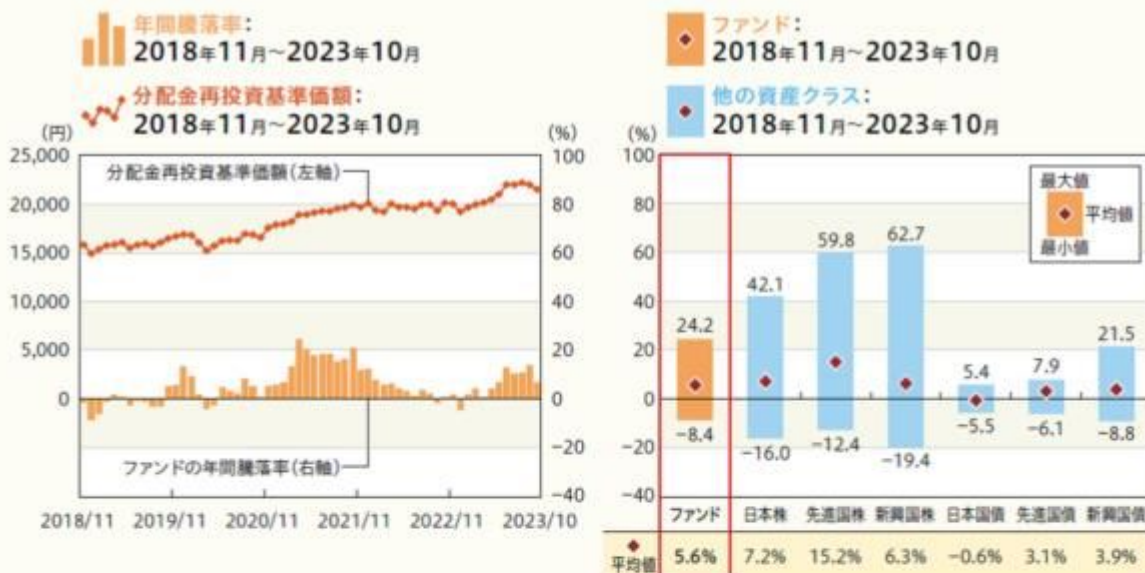 年間騰落率：
2018年11月～2023年10月
分配金再投資基準価額：
2018年11月～2023年10月
(円)
(%)
25,000
20,000
15,000
10,000
5,000
0
100
80
60
40
20
0
−20
−40
分配金再投資基準価額(左軸)
ファンドの年間騰落率(右軸)
2018/11 2019/11 2020/11 2021/11 2022/11 2023/10
ファンド：
2018年11月～2023年10月
他の資産クラス：
2018年11月～2023年10月
(%)
100
80
60
40
20
0
−20
−40
最大値
平均値
最小値
24.2 42.1 59.8 62.7 5.4 7.9 21.5
−8.4 −16.0 −12.4 −19.4 −5.5 −6.1 −8.8
ファンド 日本株 先進国株 新興国株 日本国債 先進国債 新興国債
平均値 5.6% 7.2% 15.2% 6.3% −0.6% 3.1% 3.9%